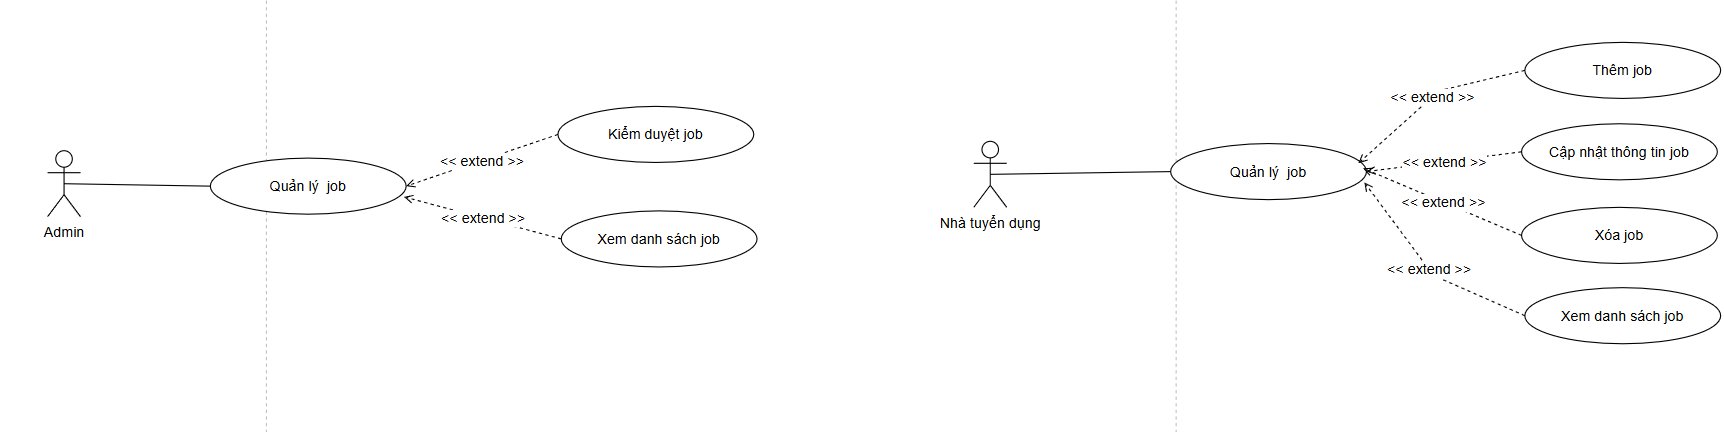 Admin
Quản lý  job
<< extend >>
Kiểm duyệt job
<< extend >>
Xem danh sách job
Nhà tuyển dụng
Quản lý  job
<< extend >>
Thêm job
<< extend >>
Cập nhật thông tin job
<< extend >>
Xóa job
<< extend >>
Xem danh sách job